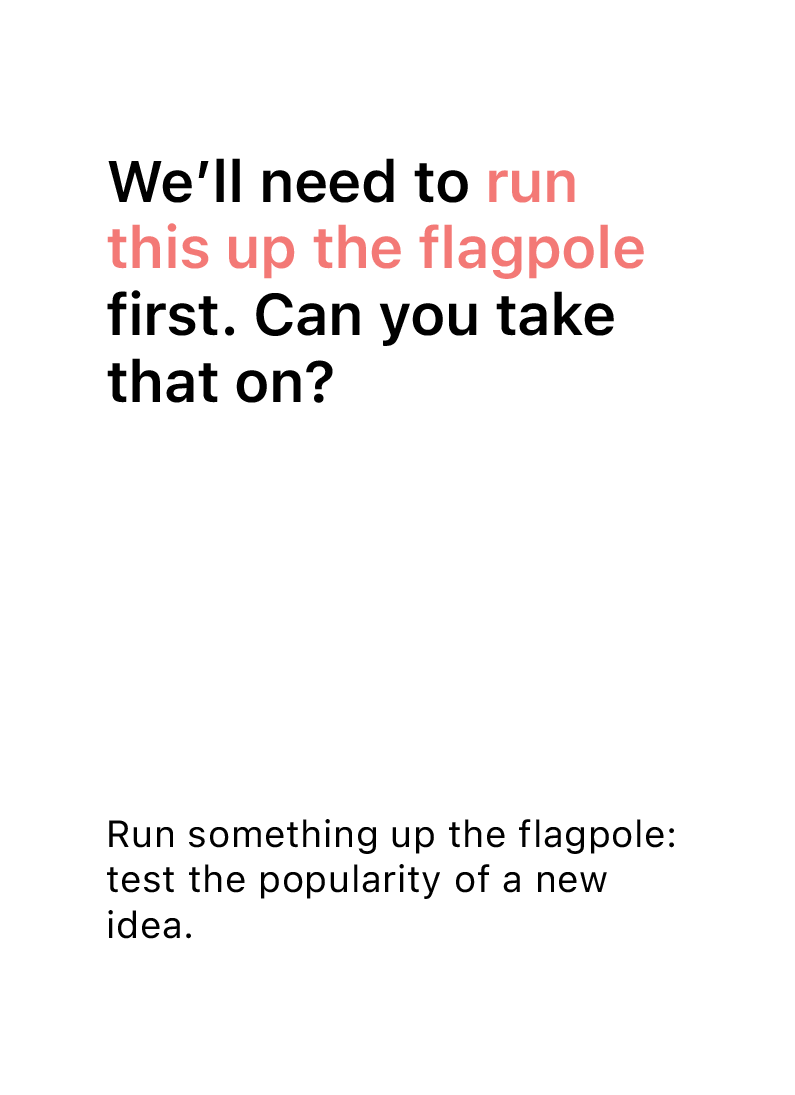 We’ll need to run
this up the flagpole
first. Can you take
that on?
Run something up the flagpole:
test the popularity of a new
idea.